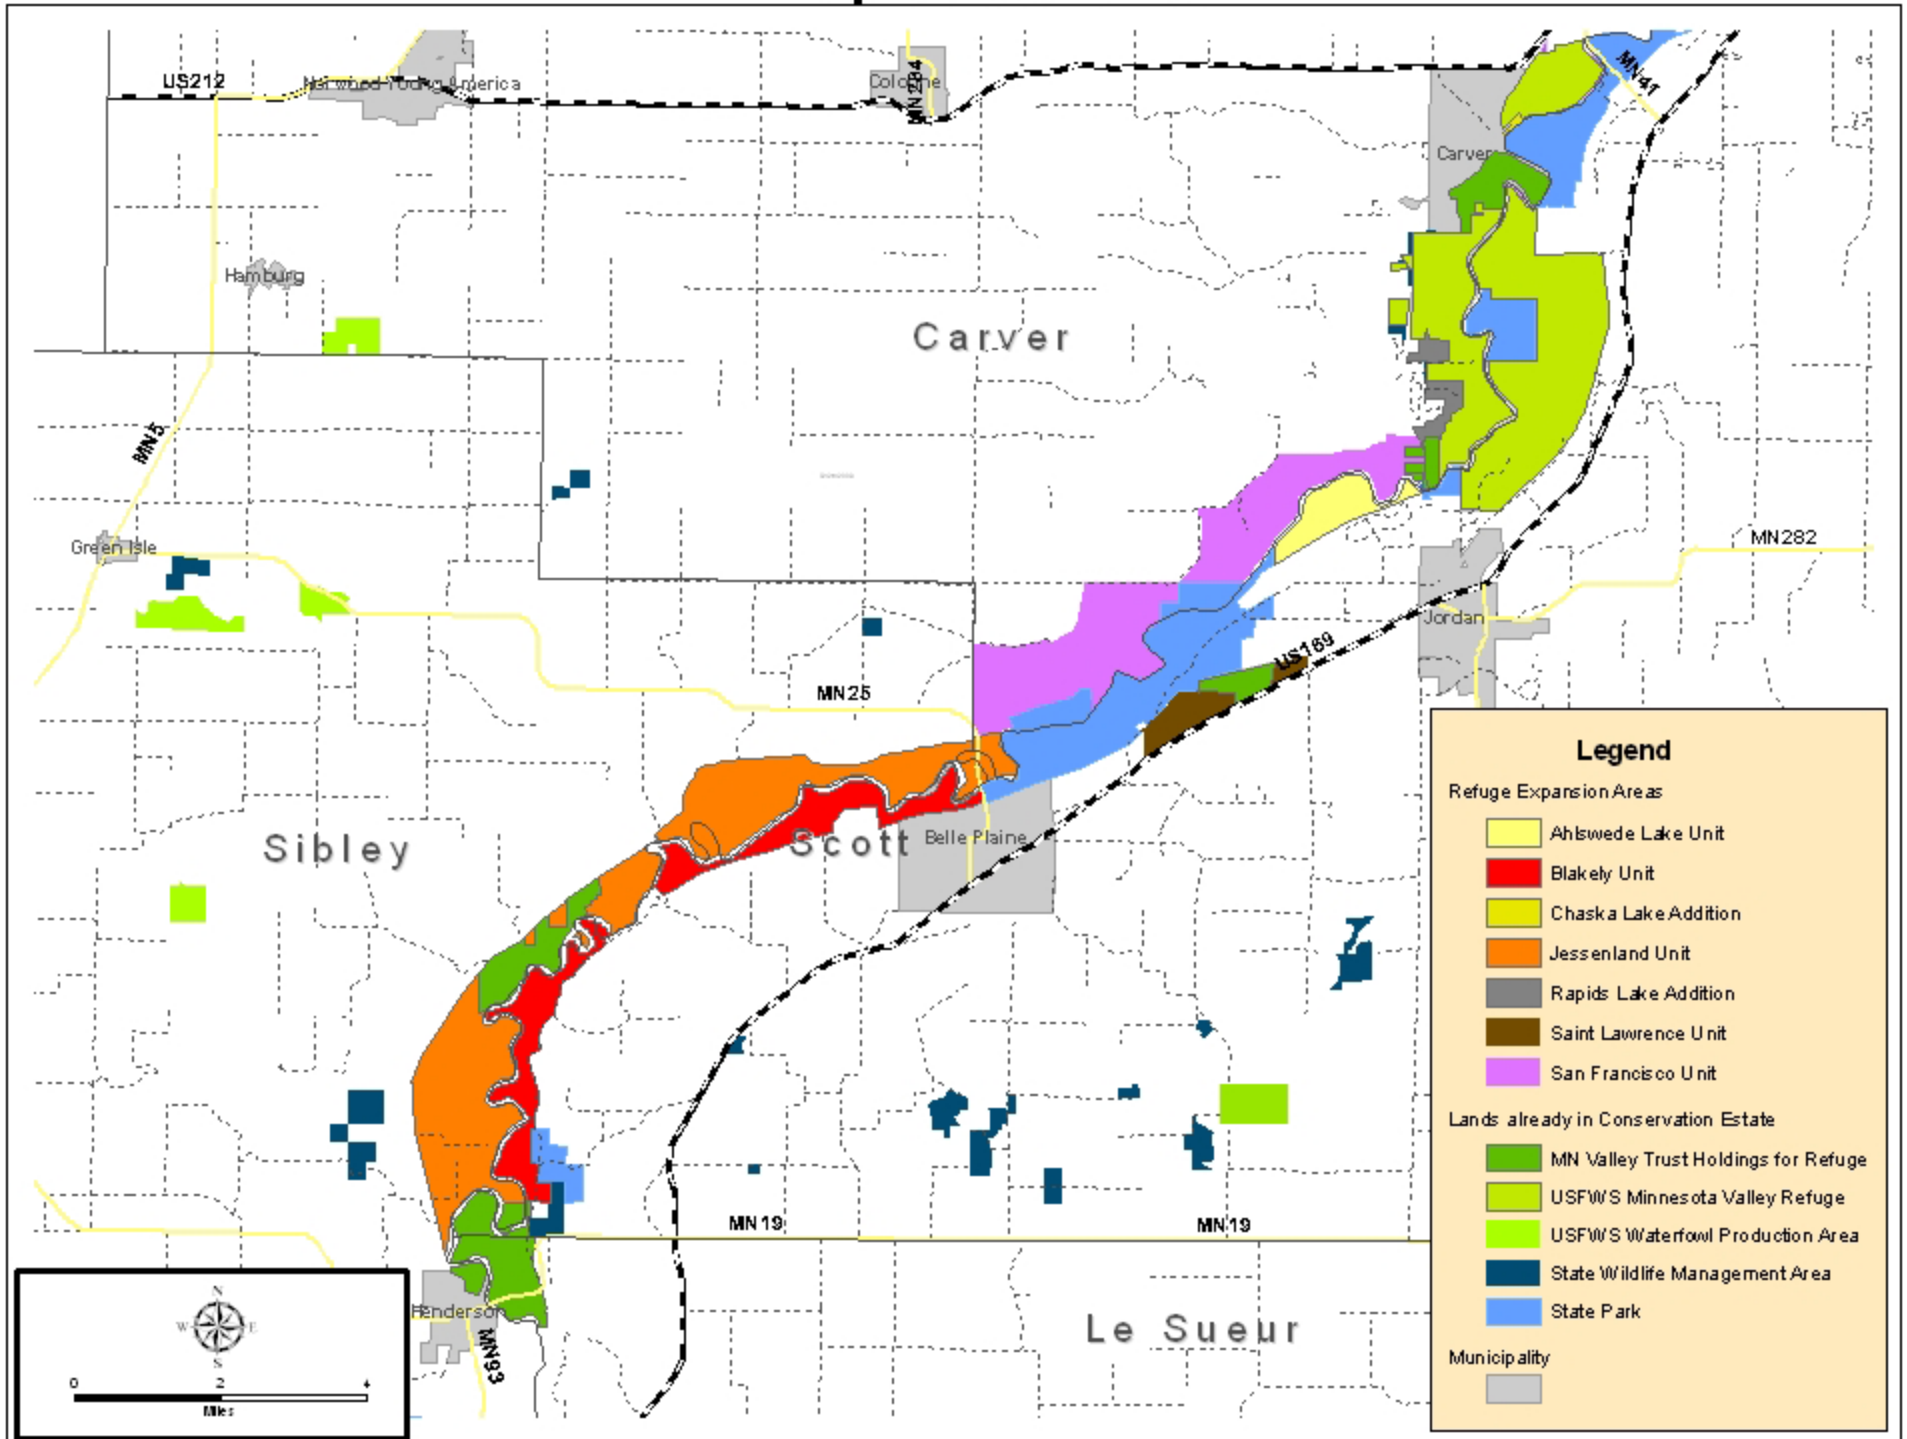 US212
Norwood Young America
Cologne
MN284
MN41
Carver
Hamburg
Carver
MN5
Green Isle
MN282
Jordan
US169
MN25
Sibley
Scott
Belle Plaine
MN19
MN19
Henderson
MN93
Le Sueur
N
W
E
S
0
2
4
Miles
Legend
Refuge Expansion Areas
Ahlswede Lake Unit
Blakely Unit
Chaska Lake Addition
Jessenland Unit
Rapids Lake Addition
Saint Lawrence Unit
San Francisco Unit
Lands already in Conservation Estate
MN Valley Trust Holdings for Refuge
USFWS Minnesota Valley Refuge
USFWS Waterfowl Production Area
State Wildlife Management Area
State Park
Municipality